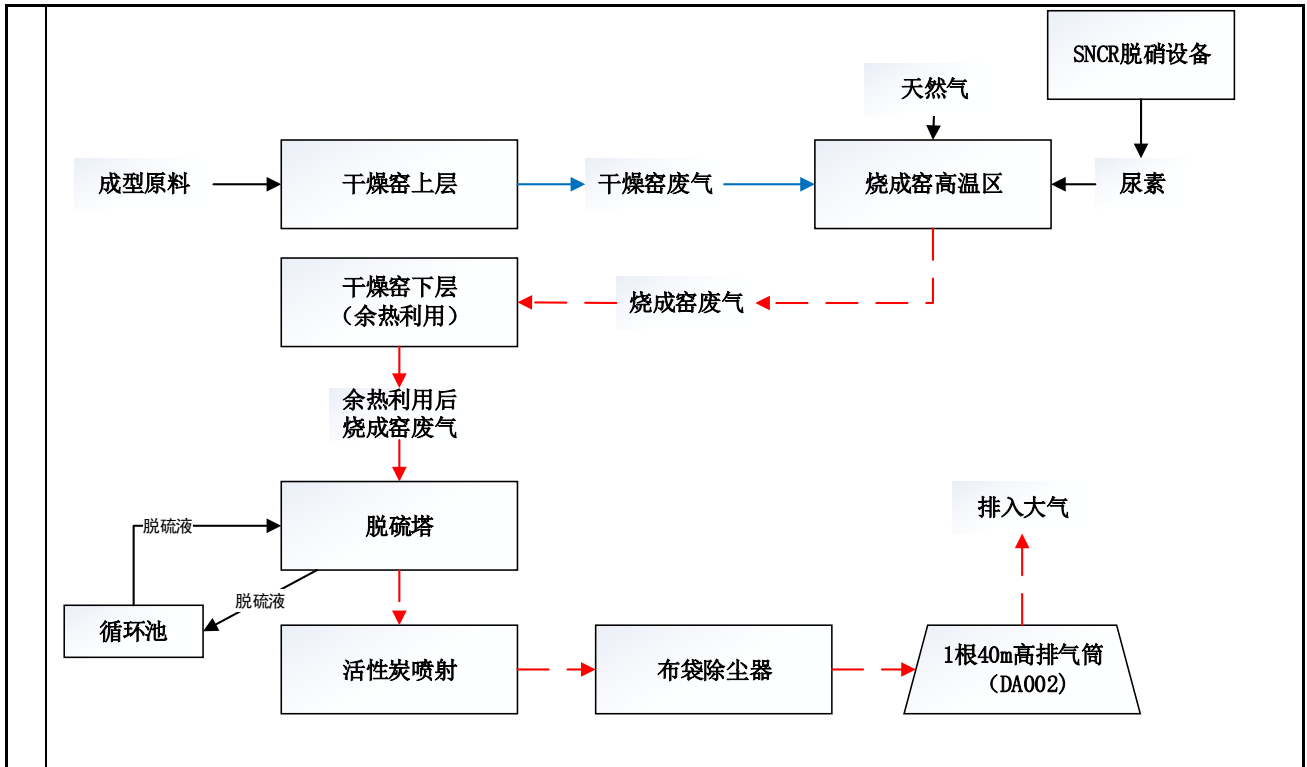 SNCR脱硝设备
天然气
成型原料
干燥窑上层
干燥窑废气
烧成窑高温区
尿素
干燥窑下层
（余热利用）
烧成窑废气
余热利用后
烧成窑废气
脱硫液
脱硫塔
排入大气
脱硫液
循环池
活性炭喷射
布袋除尘器
1根40m高排气筒
（DA002)